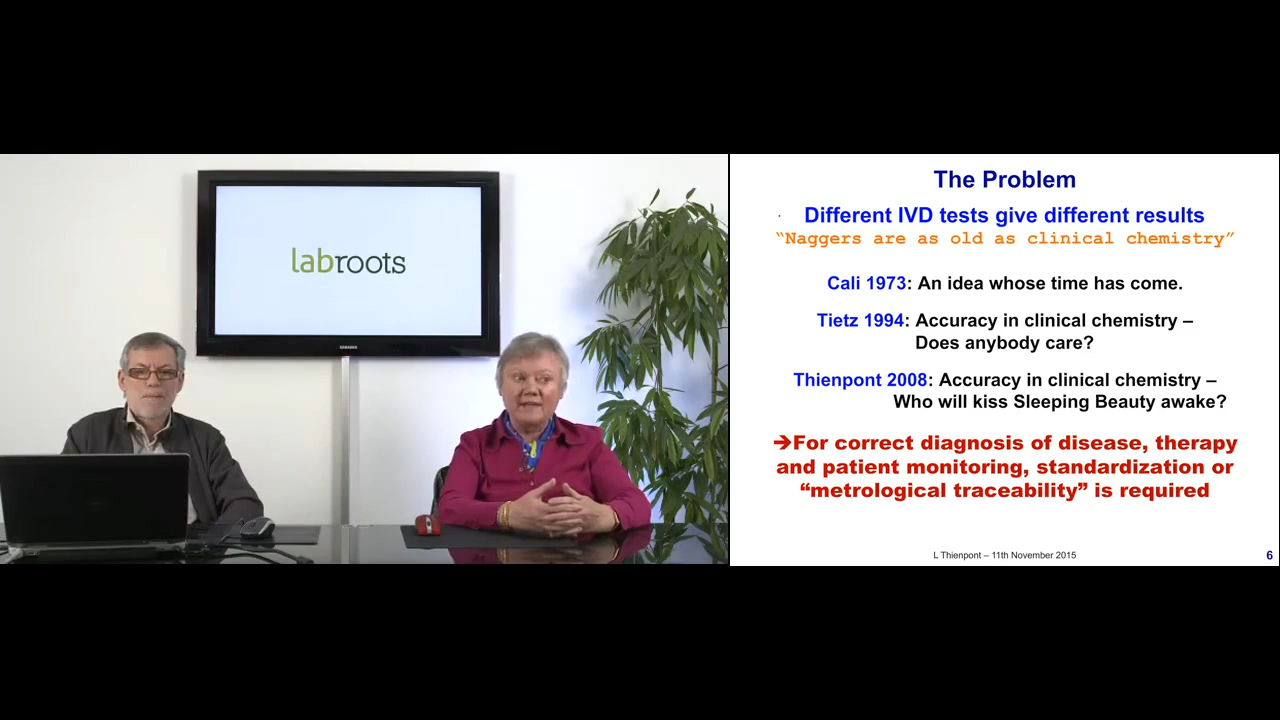 labroots
SAMSUNG
The Problem
· Different IVD tests give different results
“Naggers are as old as clinical chemistry”
Cali 1973: An idea whose time has come.
Tietz 1994: Accuracy in clinical chemistry –
Does anybody care?
Thienpont 2008: Accuracy in clinical chemistry –
Who will kiss Sleeping Beauty awake?
➔For correct diagnosis of disease, therapy
and patient monitoring, standardization or
“metrological traceability” is required
L Thienpont – 11th November 2015
6